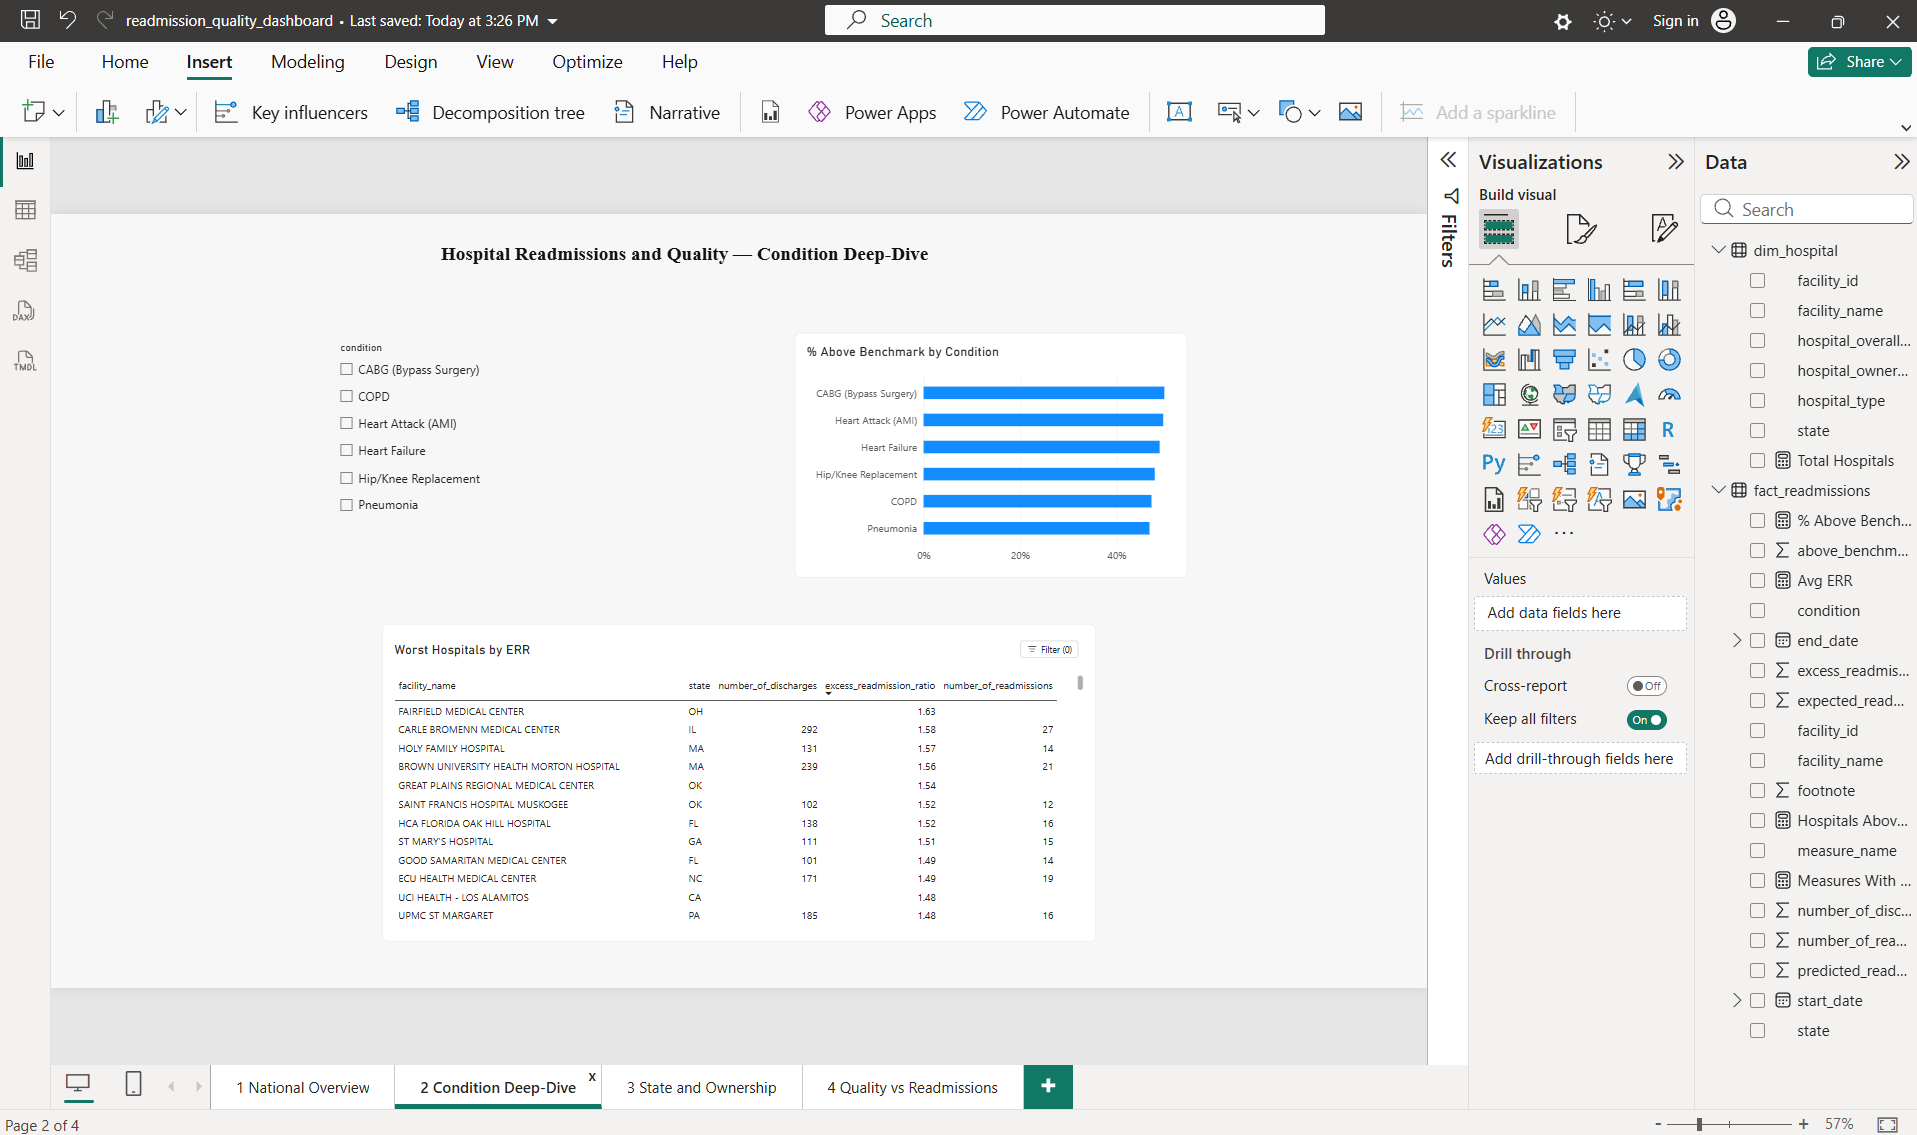 readmission_quality_dashboard • Last saved: Today at 3:26 PM
Search
Sign in
File
Home
Insert
Modeling
Design
View
Optimize
Help
Share
Key influencers
Decomposition tree
Narrative
Power Apps
Power Automate
Add a sparkline
Hospital Readmissions and Quality — Condition Deep-Dive
condition
CABG (Bypass Surgery)
COPD
Heart Attack (AMI)
Heart Failure
Hip/Knee Replacement
Pneumonia
% Above Benchmark by Condition
CABG (Bypass Surgery)
Heart Attack (AMI)
Heart Failure
Hip/Knee Replacement
COPD
Pneumonia
0% 20% 40%
Worst Hospitals by ERR
Filter (0)
facility_name state number_of_discharges excess_readmission_ratio number_of_readmissions
FAIRFIELD MEDICAL CENTER OH 1.63
CARLE BROMENN MEDICAL CENTER IL 292 1.58 27
HOLY FAMILY HOSPITAL MA 131 1.57 14
BROWN UNIVERSITY HEALTH MORTON HOSPITAL MA 239 1.56 21
GREAT PLAINS REGIONAL MEDICAL CENTER OK 1.54
SAINT FRANCIS HOSPITAL MUSKOGEE OK 102 1.52 12
HCA FLORIDA OAK HILL HOSPITAL FL 138 1.52 16
ST MARY'S HOSPITAL GA 111 1.51 15
GOOD SAMARITAN MEDICAL CENTER FL 101 1.49 14
ECU HEALTH MEDICAL CENTER NC 171 1.49 19
UCI HEALTH - LOS ALAMITOS CA 1.48
UPMC ST MARGARET PA 185 1.48 16
DAX
TMDL
Filters
Visualizations
Build visual
123
R
Py
...
Values
Add data fields here
Drill through
Cross-report
Off
Keep all filters
On
Add drill-through fields here
Data
Search
dim_hospital
facility_id
facility_name
hospital_overall...
hospital_owner...
hospital_type
state
Total Hospitals
fact_readmissions
% Above Bench...
above_benchm...
Avg ERR
condition
end_date
excess_readmis...
expected_read...
facility_id
facility_name
footnote
Hospitals Abov...
measure_name
Measures With ...
number_of_disc...
number_of_rea...
predicted_read...
start_date
state
1 National Overview
2 Condition Deep-Dive
x
3 State and Ownership
4 Quality vs Readmissions
+
Page 2 of 4
- + 57%